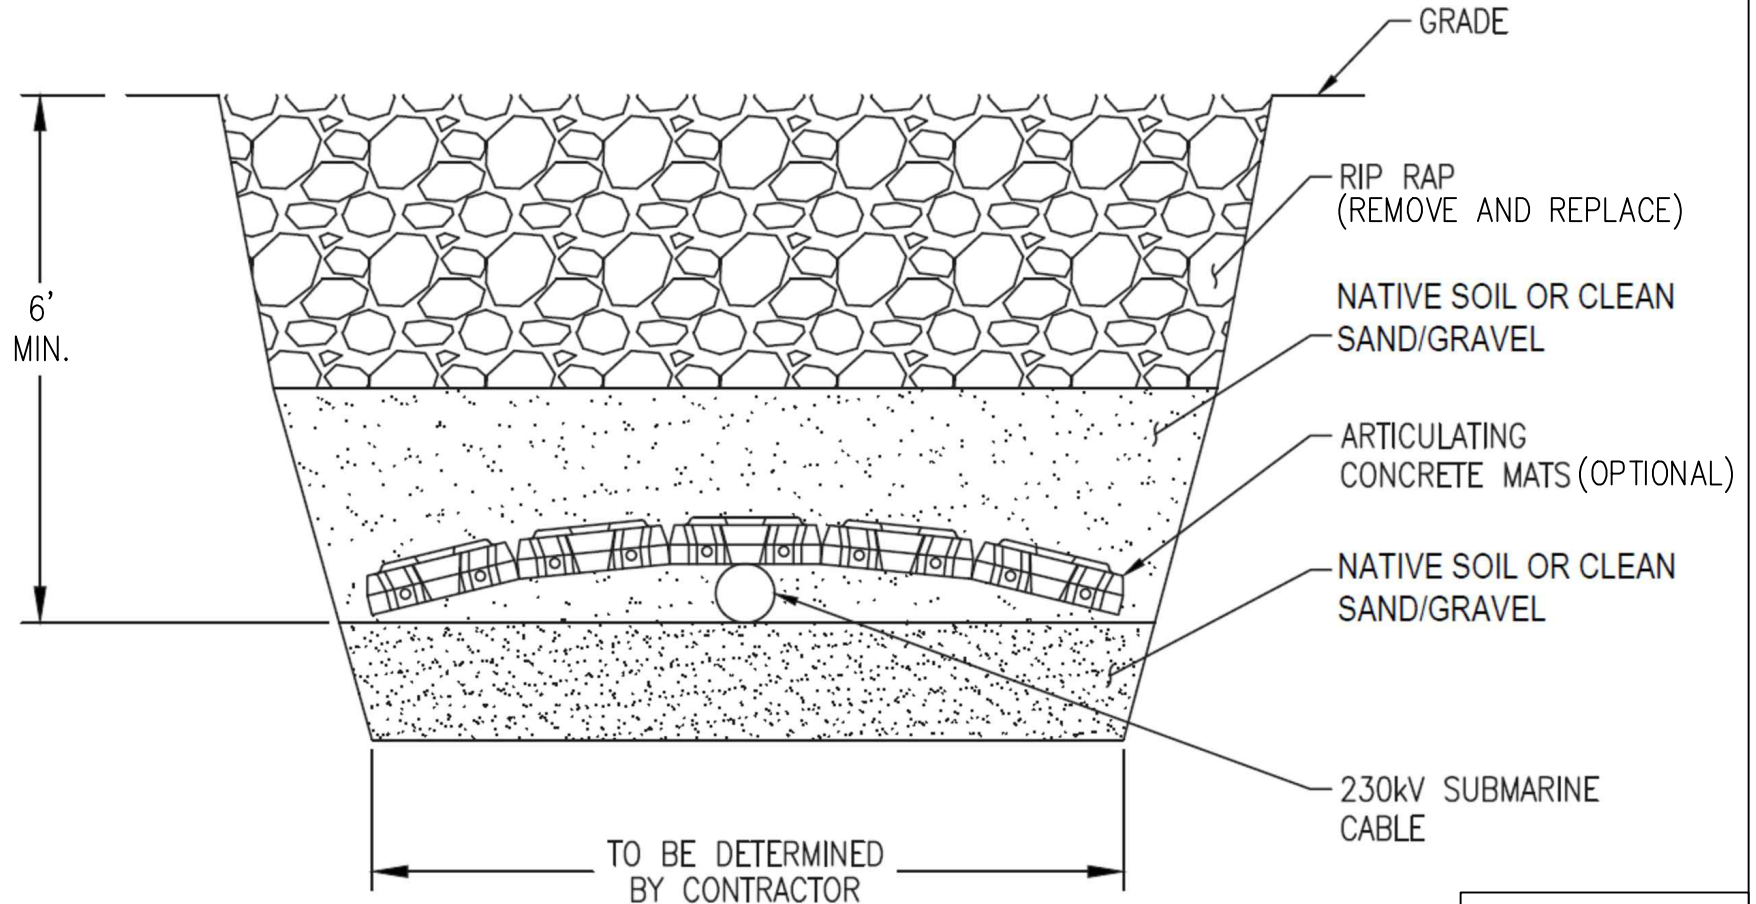 GRADE
RIP RAP
(REMOVE AND REPLACE)
NATIVE SOIL OR CLEAN
SAND/GRAVEL
6'
MIN.
ARTICULATING
CONCRETE MATS (OPTIONAL)
NATIVE SOIL OR CLEAN
SAND/GRAVEL
230kV SUBMARINE
CABLE
TO BE DETERMINED
BY CONTRACTOR